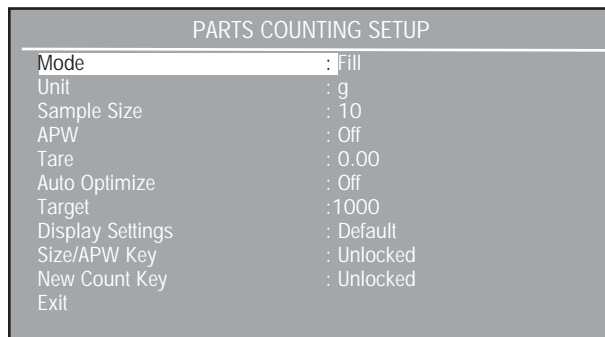 PARTS COUNTING SETUP
Mode : Fill
Unit : g
Sample Size : 10
APW : Off
Tare : 0.00
Auto Optimize : Off
Target :1000
Display Settings : Default
Size/APW Key : Unlocked
New Count Key : Unlocked
Exit